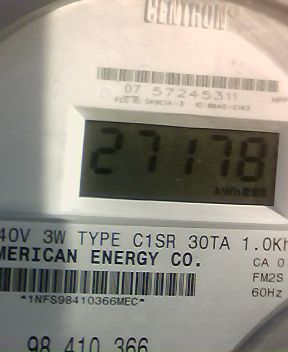 CENTRON®
07 57245311
27178
kWh
40V 3W TYPE C1SR 30TA 1.0Kh
MERICAN ENERGY CO.
CA 0
FM2S
*1NFS98410366MEC*
60Hz
98 410 366